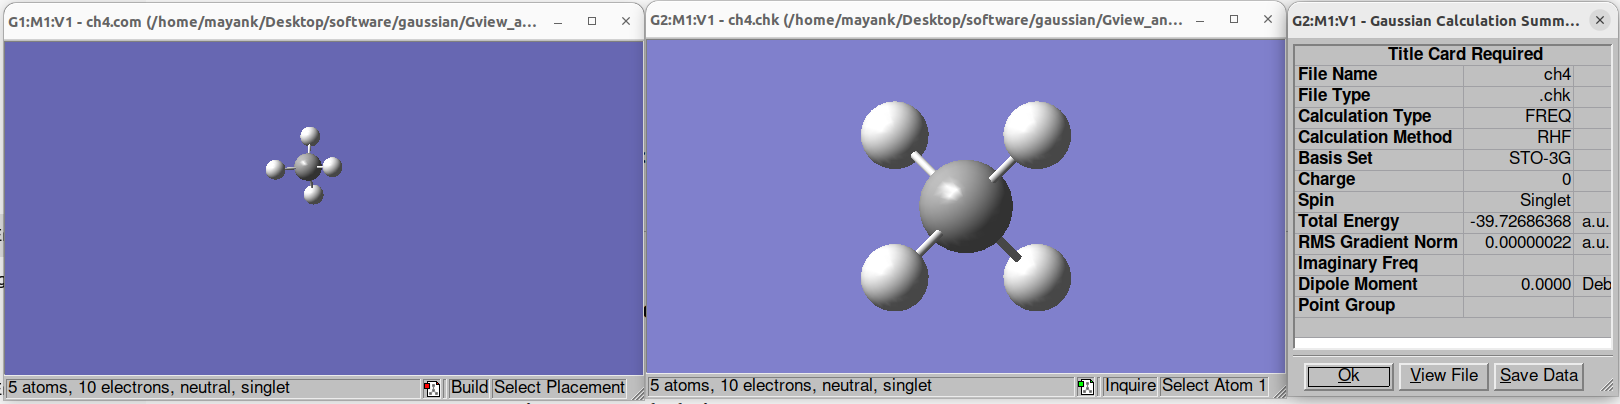 G1:M1:V1 - ch4.com (/home/mayank/Desktop/software/gaussian/Gview_a...
5 atoms, 10 electrons, neutral, singlet
Build
Select Placement
G2:M1:V1 - ch4.chk (/home/mayank/Desktop/software/gaussian/Gview_an...
5 atoms, 10 electrons, neutral, singlet
Inquire
Select Atom 1
G2:M1:V1 - Gaussian Calculation Summ...
Title Card Required
File Name ch4
File Type .chk
Calculation Type FREQ
Calculation Method RHF
Basis Set STO-3G
Charge 0
Spin Singlet
Total Energy -39.72686368 a.u.
RMS Gradient Norm 0.00000022 a.u.
Imaginary Freq
Dipole Moment 0.0000 Deb
Point Group
Ok View File Save Data